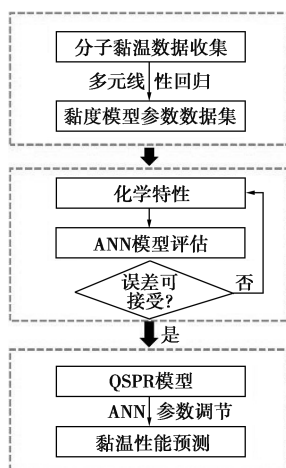 分子黏温数据收集
多元线性回归
黏度模型参数数据集
化学特性
ANN模型评估
误差可
接受?
否
是
QSPR模型
ANN参数调节
黏温性能预测